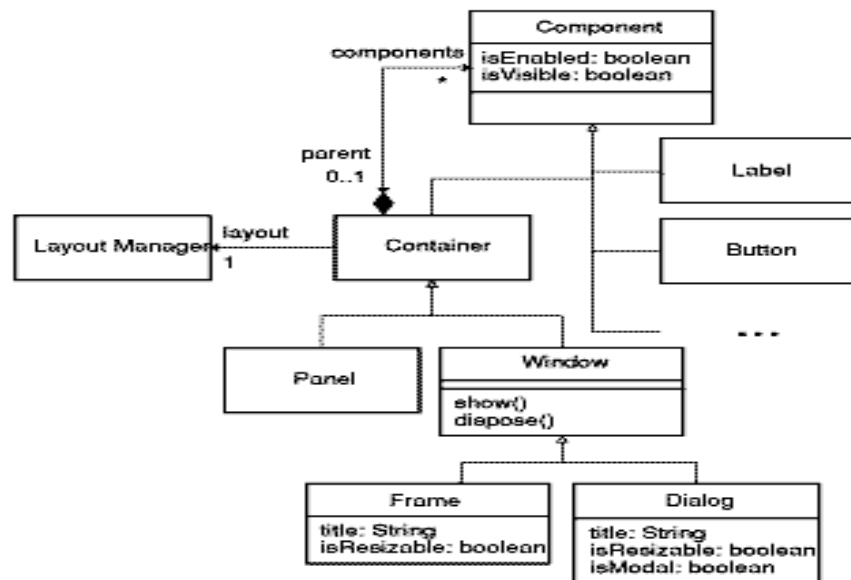 Component
components
isEnabled: boolean
isVisible: boolean
*
parent
0..1
Label
Layout Manager
layout
1
Container
Button
...
Panel
Window
show()
dispose()
Frame
title: String
isResizable: boolean
Dialog
title: String
isResizable: boolean
isModal: boolean